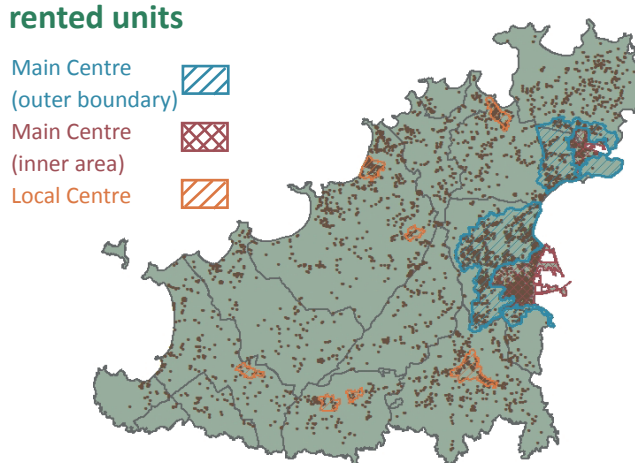 rented units
Main Centre
(outer boundary)
Main Centre
(inner area)
Local Centre